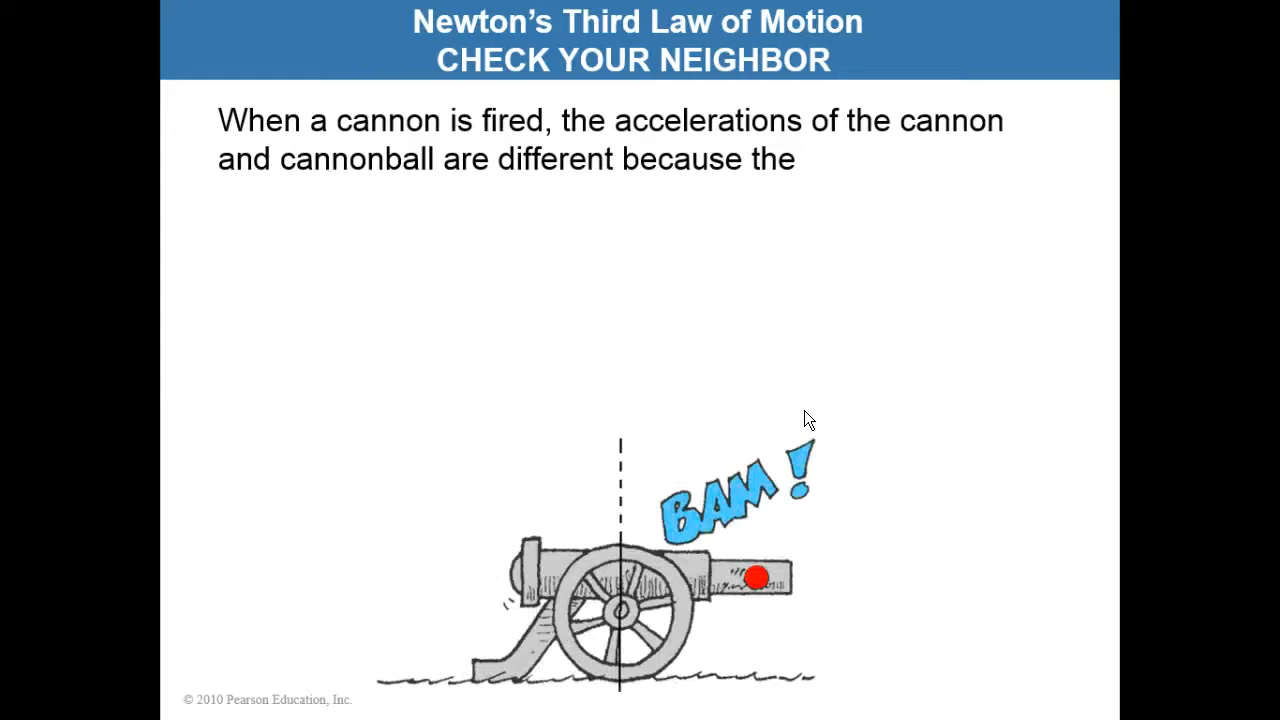 Newton's Third Law of Motion
CHECK YOUR NEIGHBOR
When a cannon is fired, the accelerations of the cannon
and cannonball are different because the
BAM!
© 2010 Pearson Education, Inc.